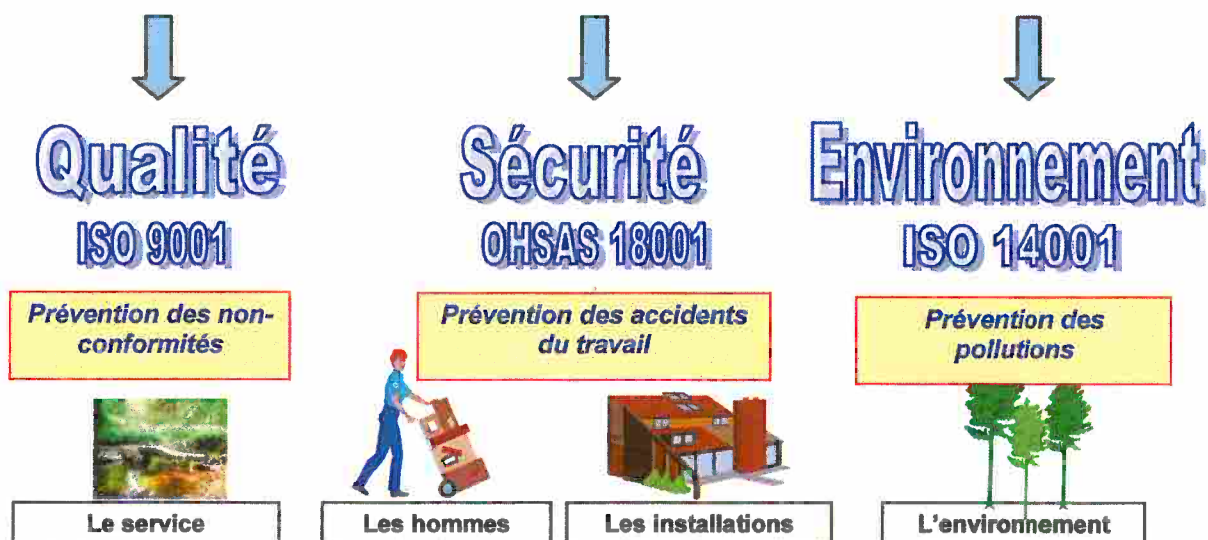 Qualité
ISO 9001
Prévention des non-
conformités
Le service
Sécurité
OHSAS 18001
Prévention des accidents
du travail
Les hommes
Les installations
Environnement
ISO 14001
Prévention des
pollutions
L'environnement